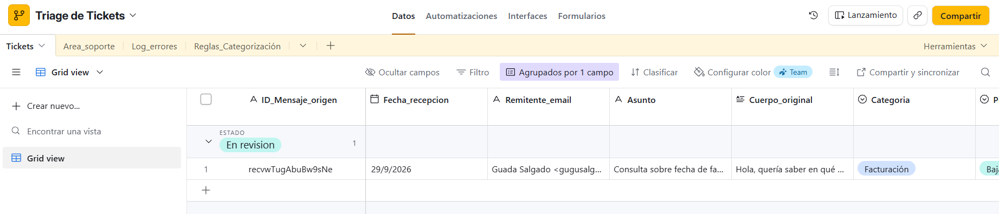 Triage de Tickets
Datos Automatizaciones Interfaces Formularios
Lanzamiento
Compartir
Tickets Area_soporte Log_errores Reglas_Categorización
Herramientas
Grid view
Ocultar campos Filtro Agrupados por 1 campo Clasificar Configurar color Team Compartir y sincronizar
Crear nuevo...
Encontrar una vista
Grid view
ID_Mensaje_origen Fecha_recepcion Remitente_email Asunto Cuerpo_original Categoria
ESTADO
En revision 1
1 recvwTugAbuBw9sNe 29/9/2026 Guada Salgado <gugusalg... Consulta sobre fecha de fa... Hola, quería saber en qué ... Facturación